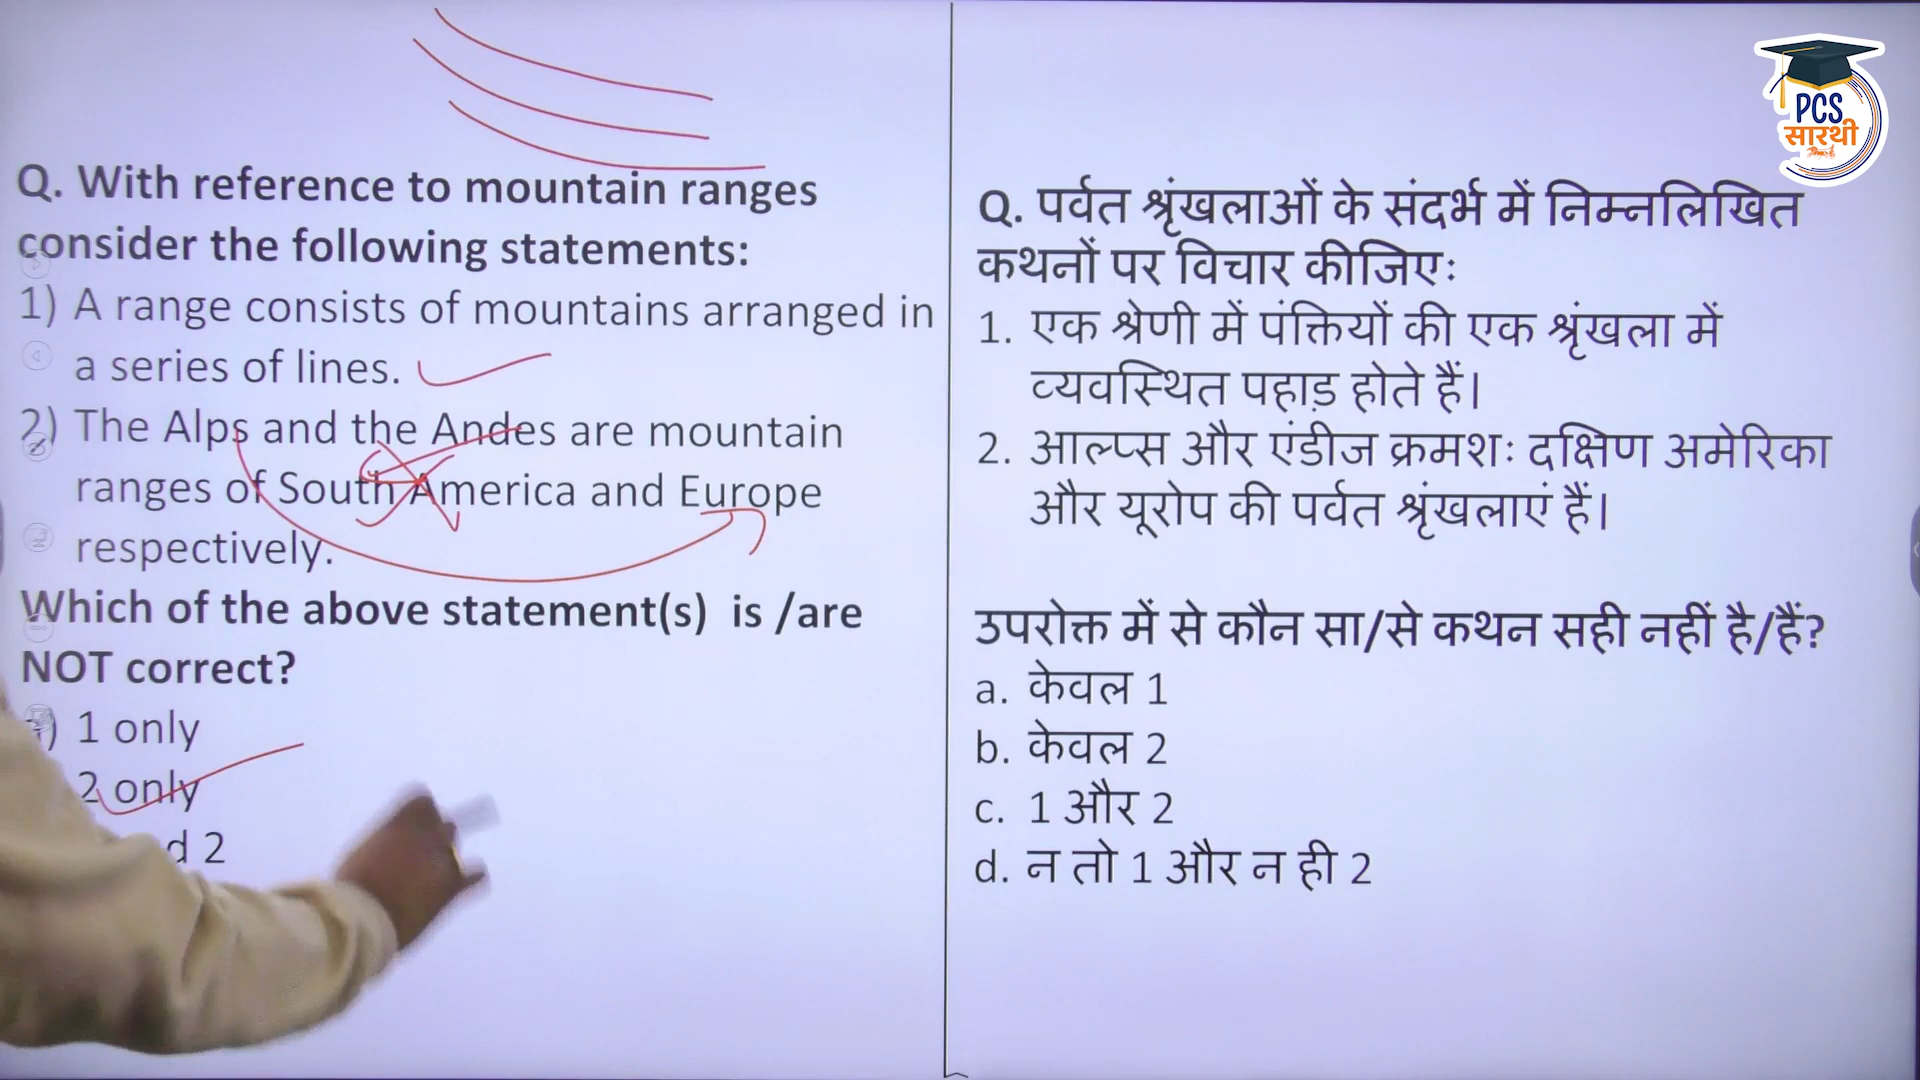 PCS
सारथी
Q. With reference to mountain ranges
consider the following statements:
1) A range consists of mountains arranged in
a series of lines.
2) The Alps and the Andes are mountain
ranges of South America and Europe
respectively.
Which of the above statement(s) is /are
NOT correct?
1 only
2 only
d 2
Q. पर्वत श्रृंखलाओं के संदर्भ में निम्नलिखित
कथनों पर विचार कीजिएः
1. एक श्रेणी में पंक्तियों की एक श्रृंखला में
व्यवस्थित पहाड़ होते हैं।
2. आल्प्स और एंडीज क्रमशः दक्षिण अमेरिका
और यूरोप की पर्वत श्रृंखलाएं हैं।
उपरोक्त में से कौन सा/से कथन सही नहीं है/हैं?
a. केवल 1
b. केवल 2
c. 1 और 2
d. न तो 1 और न ही 2